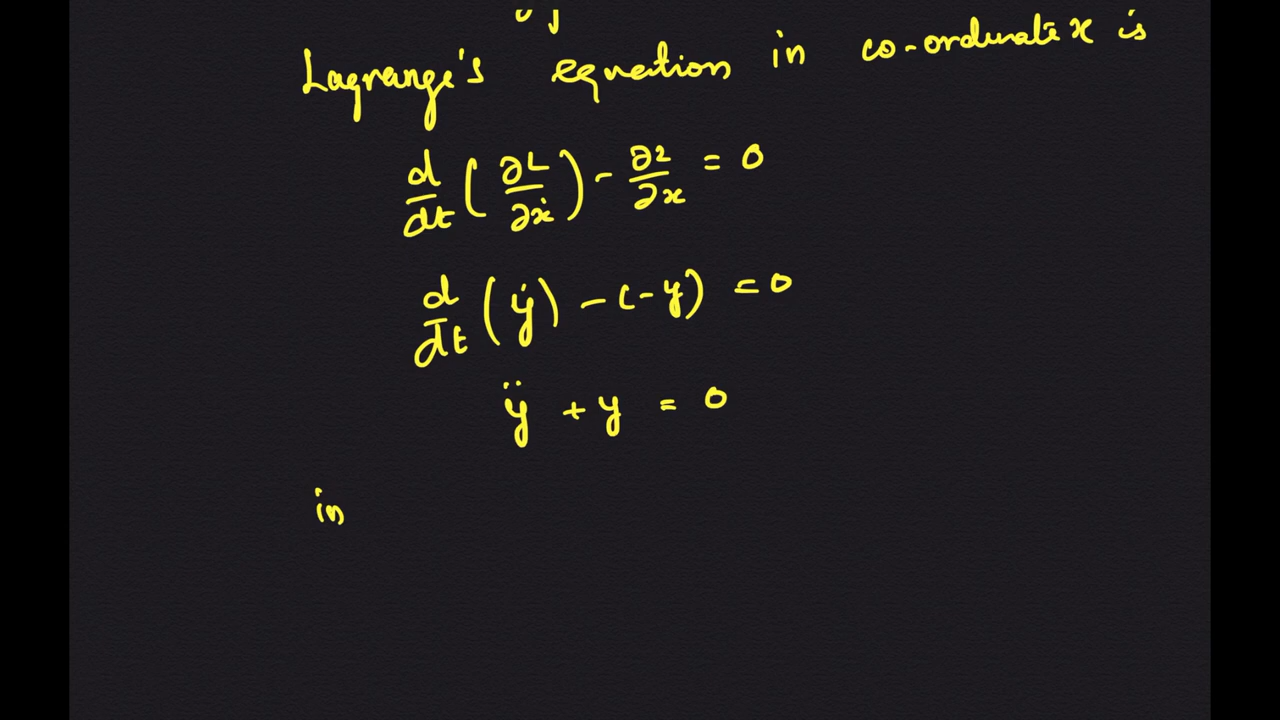 Lagrange's equation in co-ordinate x is
d/dt (∂L/∂ẋ) - ∂L/∂x = 0
d/dt (ẏ) - (-y) = 0
ÿ + y = 0
in